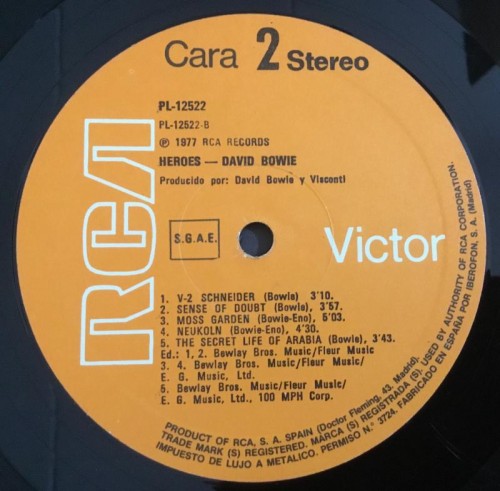 Cara 2 Stereo
PL-12522
PL-12522-B
℗ 1977 RCA RECORDS
HEROES — DAVID BOWIE
Producido por: David Bowie y Visconti
RCA
S.G.A.E.
Victor
1. V-2 SCHNEIDER (Bowie) 3'10.
2. SENSE OF DOUBT (Bowie), 3'57.
3. MOSS GARDEN (Bowie-Eno), 5'03.
4. NEUKOLN (Bowie-Eno), 4'30.
5. THE SECRET LIFE OF ARABIA (Bowie), 3'43.
Ed.: 1, 2. Bewlay Bros. Music/Fleur Music
3. 4. Bewlay Bros. Music/Fleur Music/
E. G. Music, Ltd.
5. Bewlay Bros. Music/Fleur Music/
E. G. Music, Ltd., 100 MPH Corp.
PRODUCT OF RCA, S. A. SPAIN (Doctor Fleming, 43, Madrid).
TRADE MARK (S) REGISTERED. MARCA (S) REGISTRADA (S). USED BY AUTHORITY OF RCA CORPORATION.
IMPUESTO DE LUJO A METALICO. PERMISO N.° 3724. FABRICADO EN ESPAÑA POR IBEROFON, S. A. (Madrid)